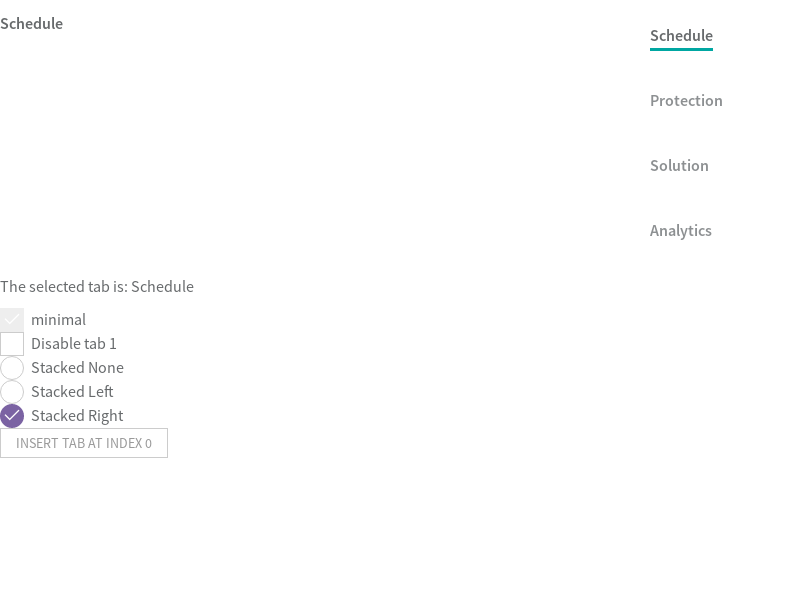 Schedule
Schedule
Protection
Solution
Analytics
The selected tab is: Schedule
minimal
Disable tab 1
Stacked None
Stacked Left
Stacked Right
INSERT TAB AT INDEX 0